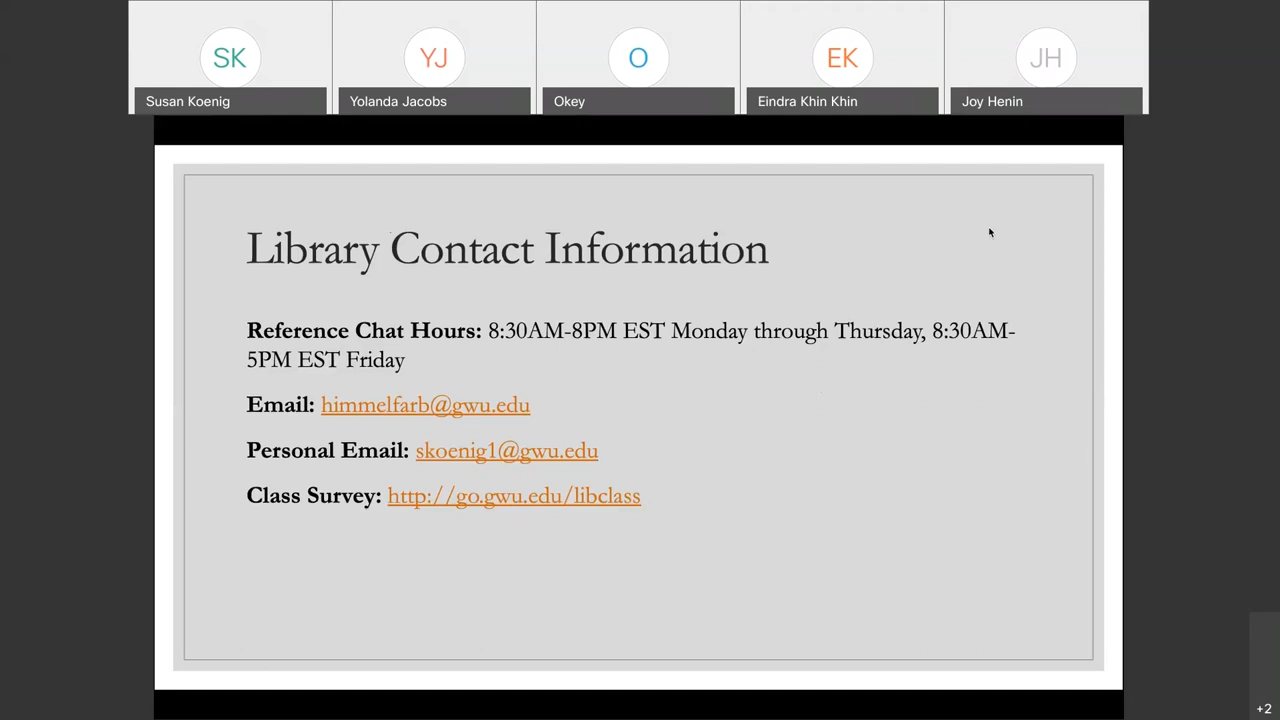 SK
YJ
O
EK
JH
Susan Koenig
Yolanda Jacobs
Okey
Eindra Khin Khin
Joy Henin
Library Contact Information
Reference Chat Hours: 8:30AM-8PM EST Monday through Thursday, 8:30AM-
5PM EST Friday
Email: himmelfarb@gwu.edu
Personal Email: skoenig1@gwu.edu
Class Survey: http://go.gwu.edu/libclass
+2